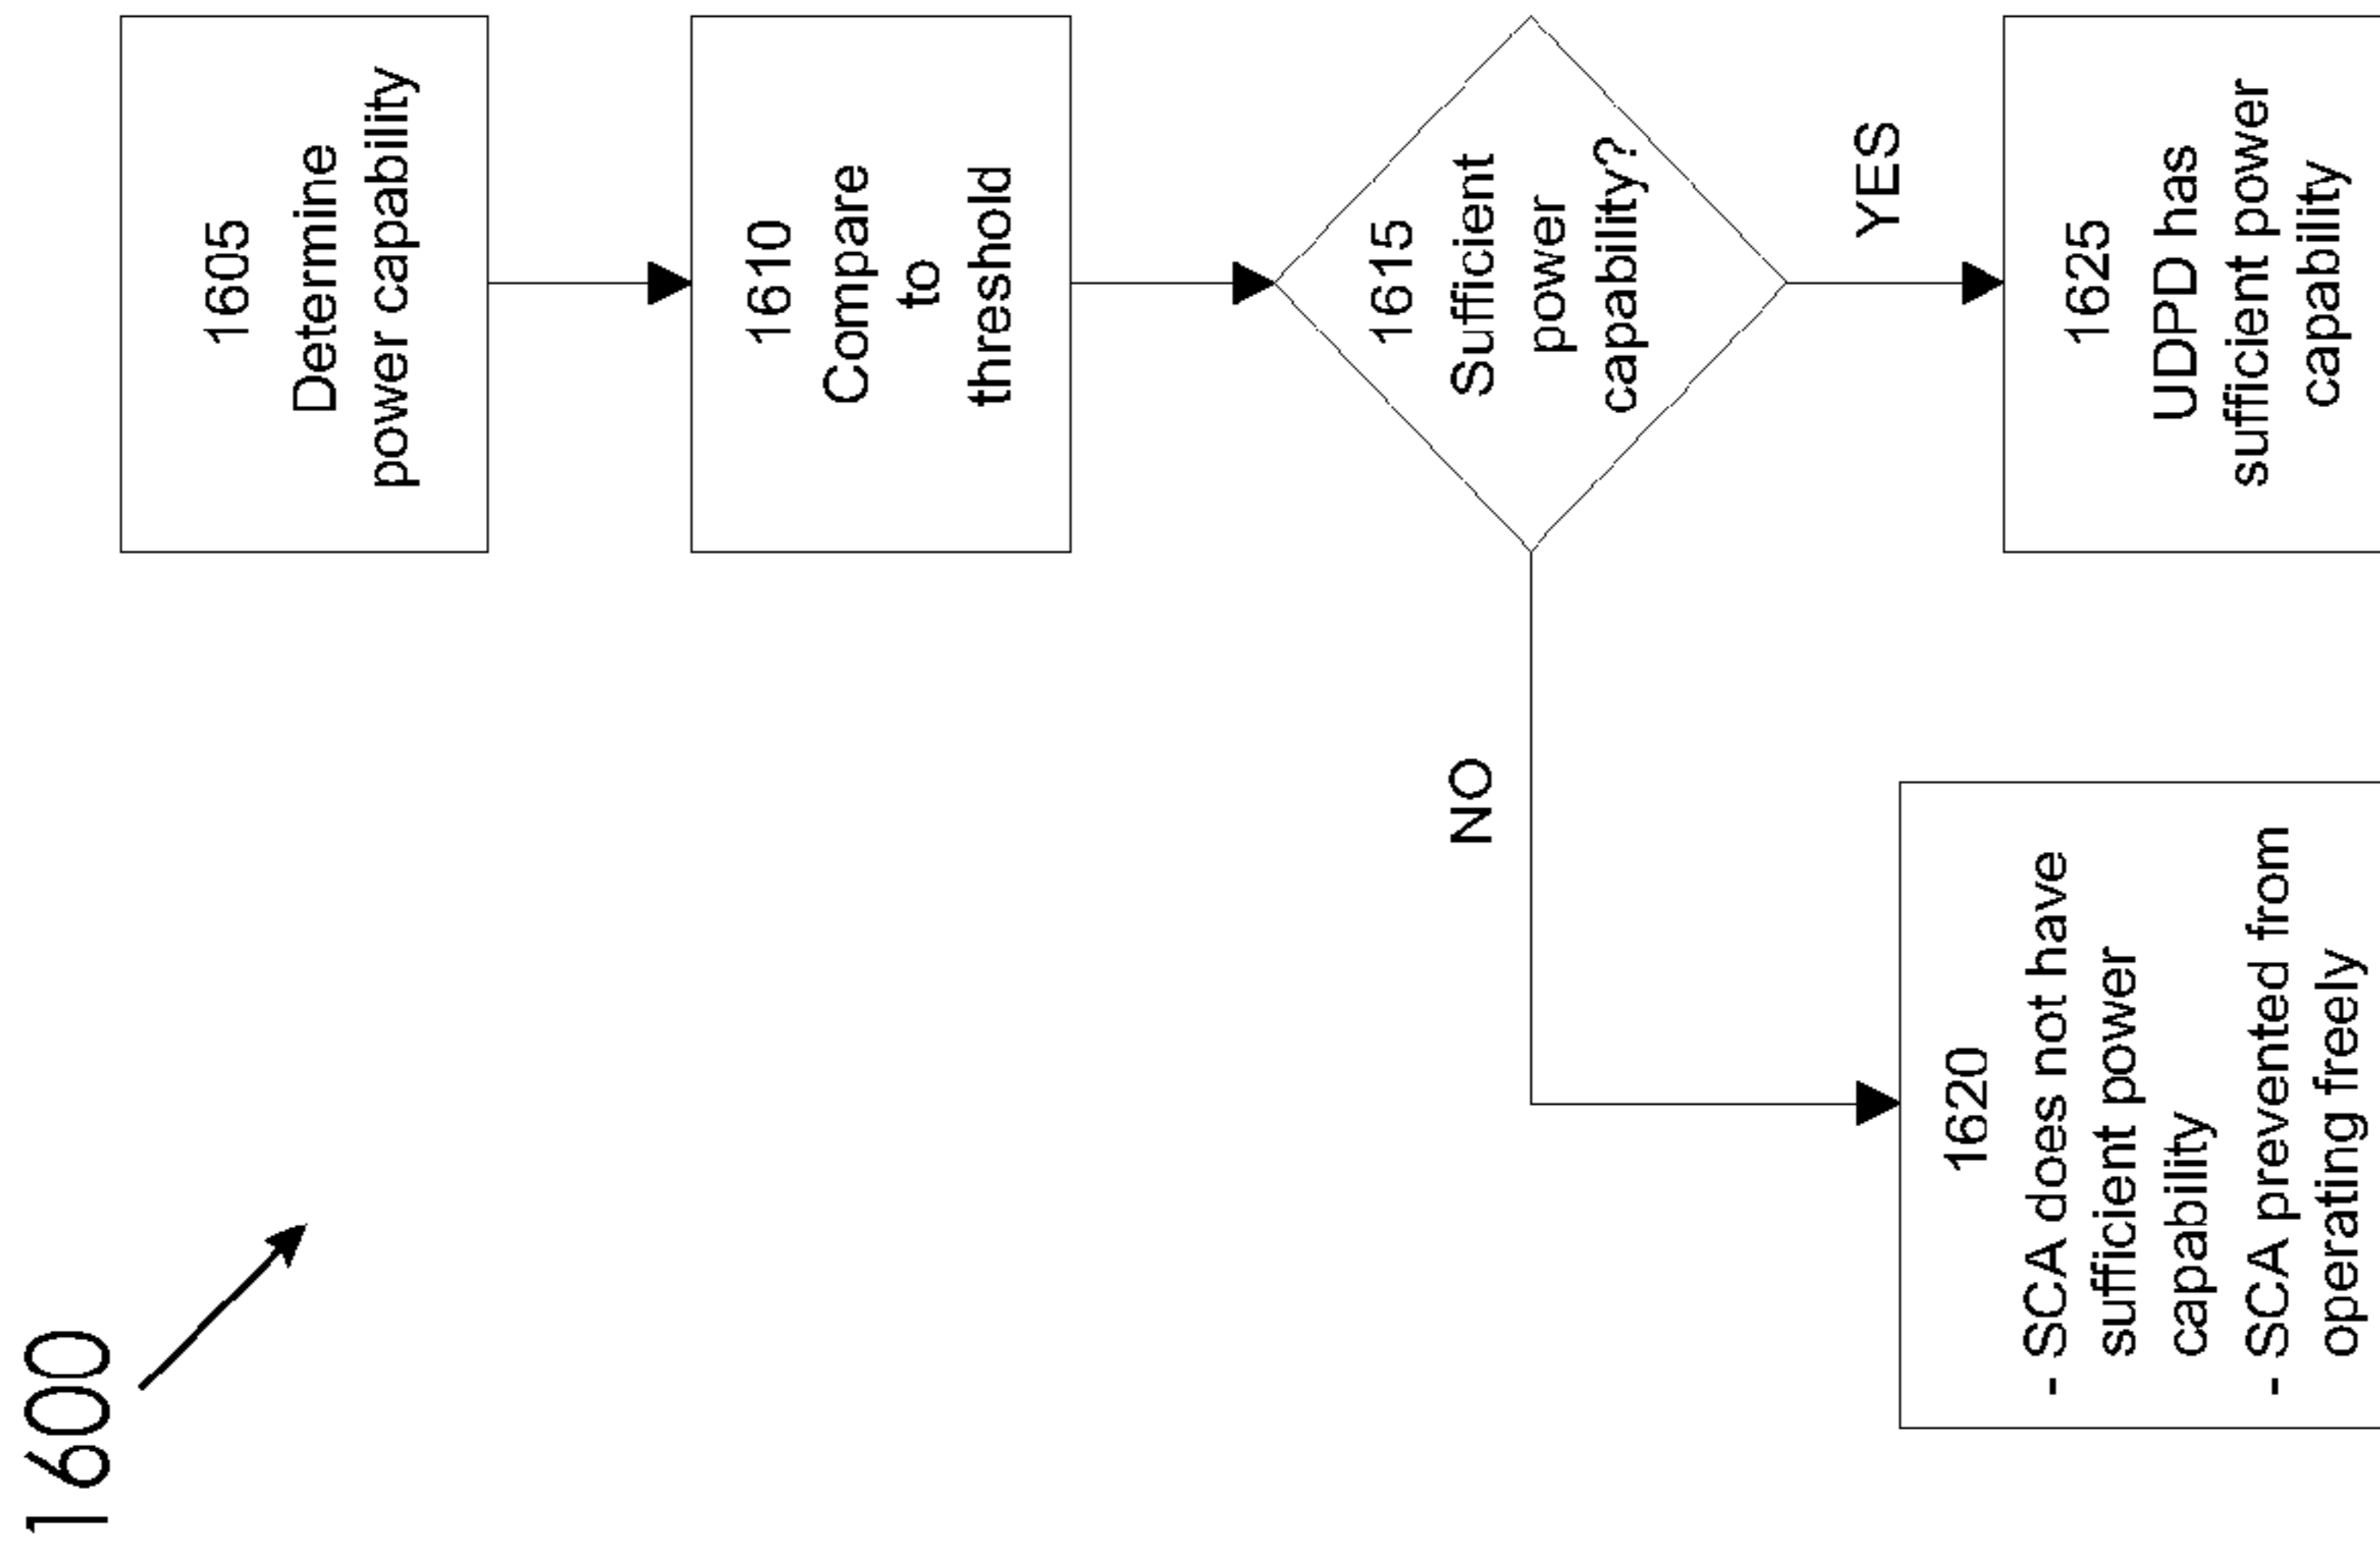 1600
1605
Determine
power capability
1610
Compare
to
threshold
1615
Sufficient
power
capability?
NO
YES
1620
- SCA does not have
sufficient power
capability
- SCA prevented from
operating freely
1625
UDPD has
sufficient power
capability